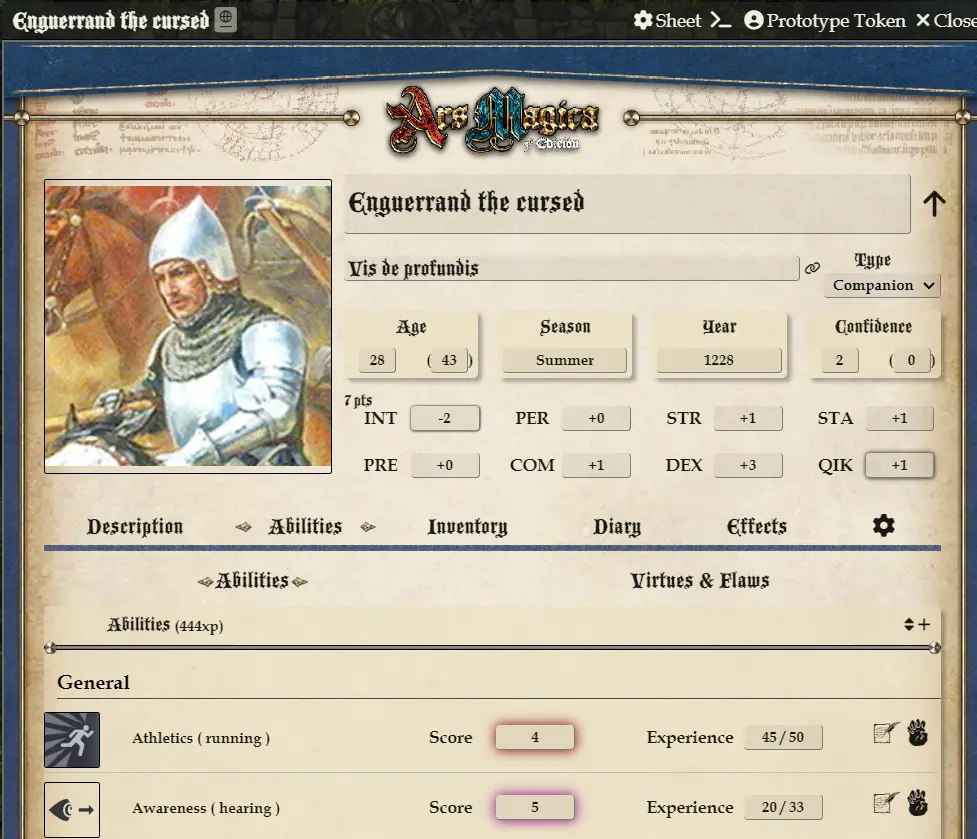 Enguerrand the cursed Sheet Prototype Token Close
Ars Magica
5ª Edición
Enguerrand the cursed
Vis de profundis
Type
Companion
Age Season Year Confidence
28 ( 43 ) Summer 1228 2 ( 0 )
7 pts
INT -2 PER +0 STR +1 STA +1
PRE +0 COM +1 DEX +3 QIK +1
Description Abilities Inventory Diary Effects
Abilities Virtues & Flaws
Abilities (444xp)
General
Athletics ( running ) Score 4 Experience 45 / 50
Awareness ( hearing ) Score 5 Experience 20 / 33